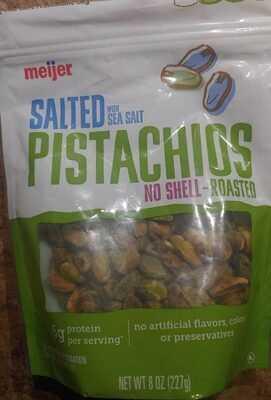 meijer
SALTED WITH SEA SALT
PISTACHIOS
NO SHELL-ROASTED
protein
per serving
no artificial flavors, colors
or preservatives
NET WT 8 OZ (227g)